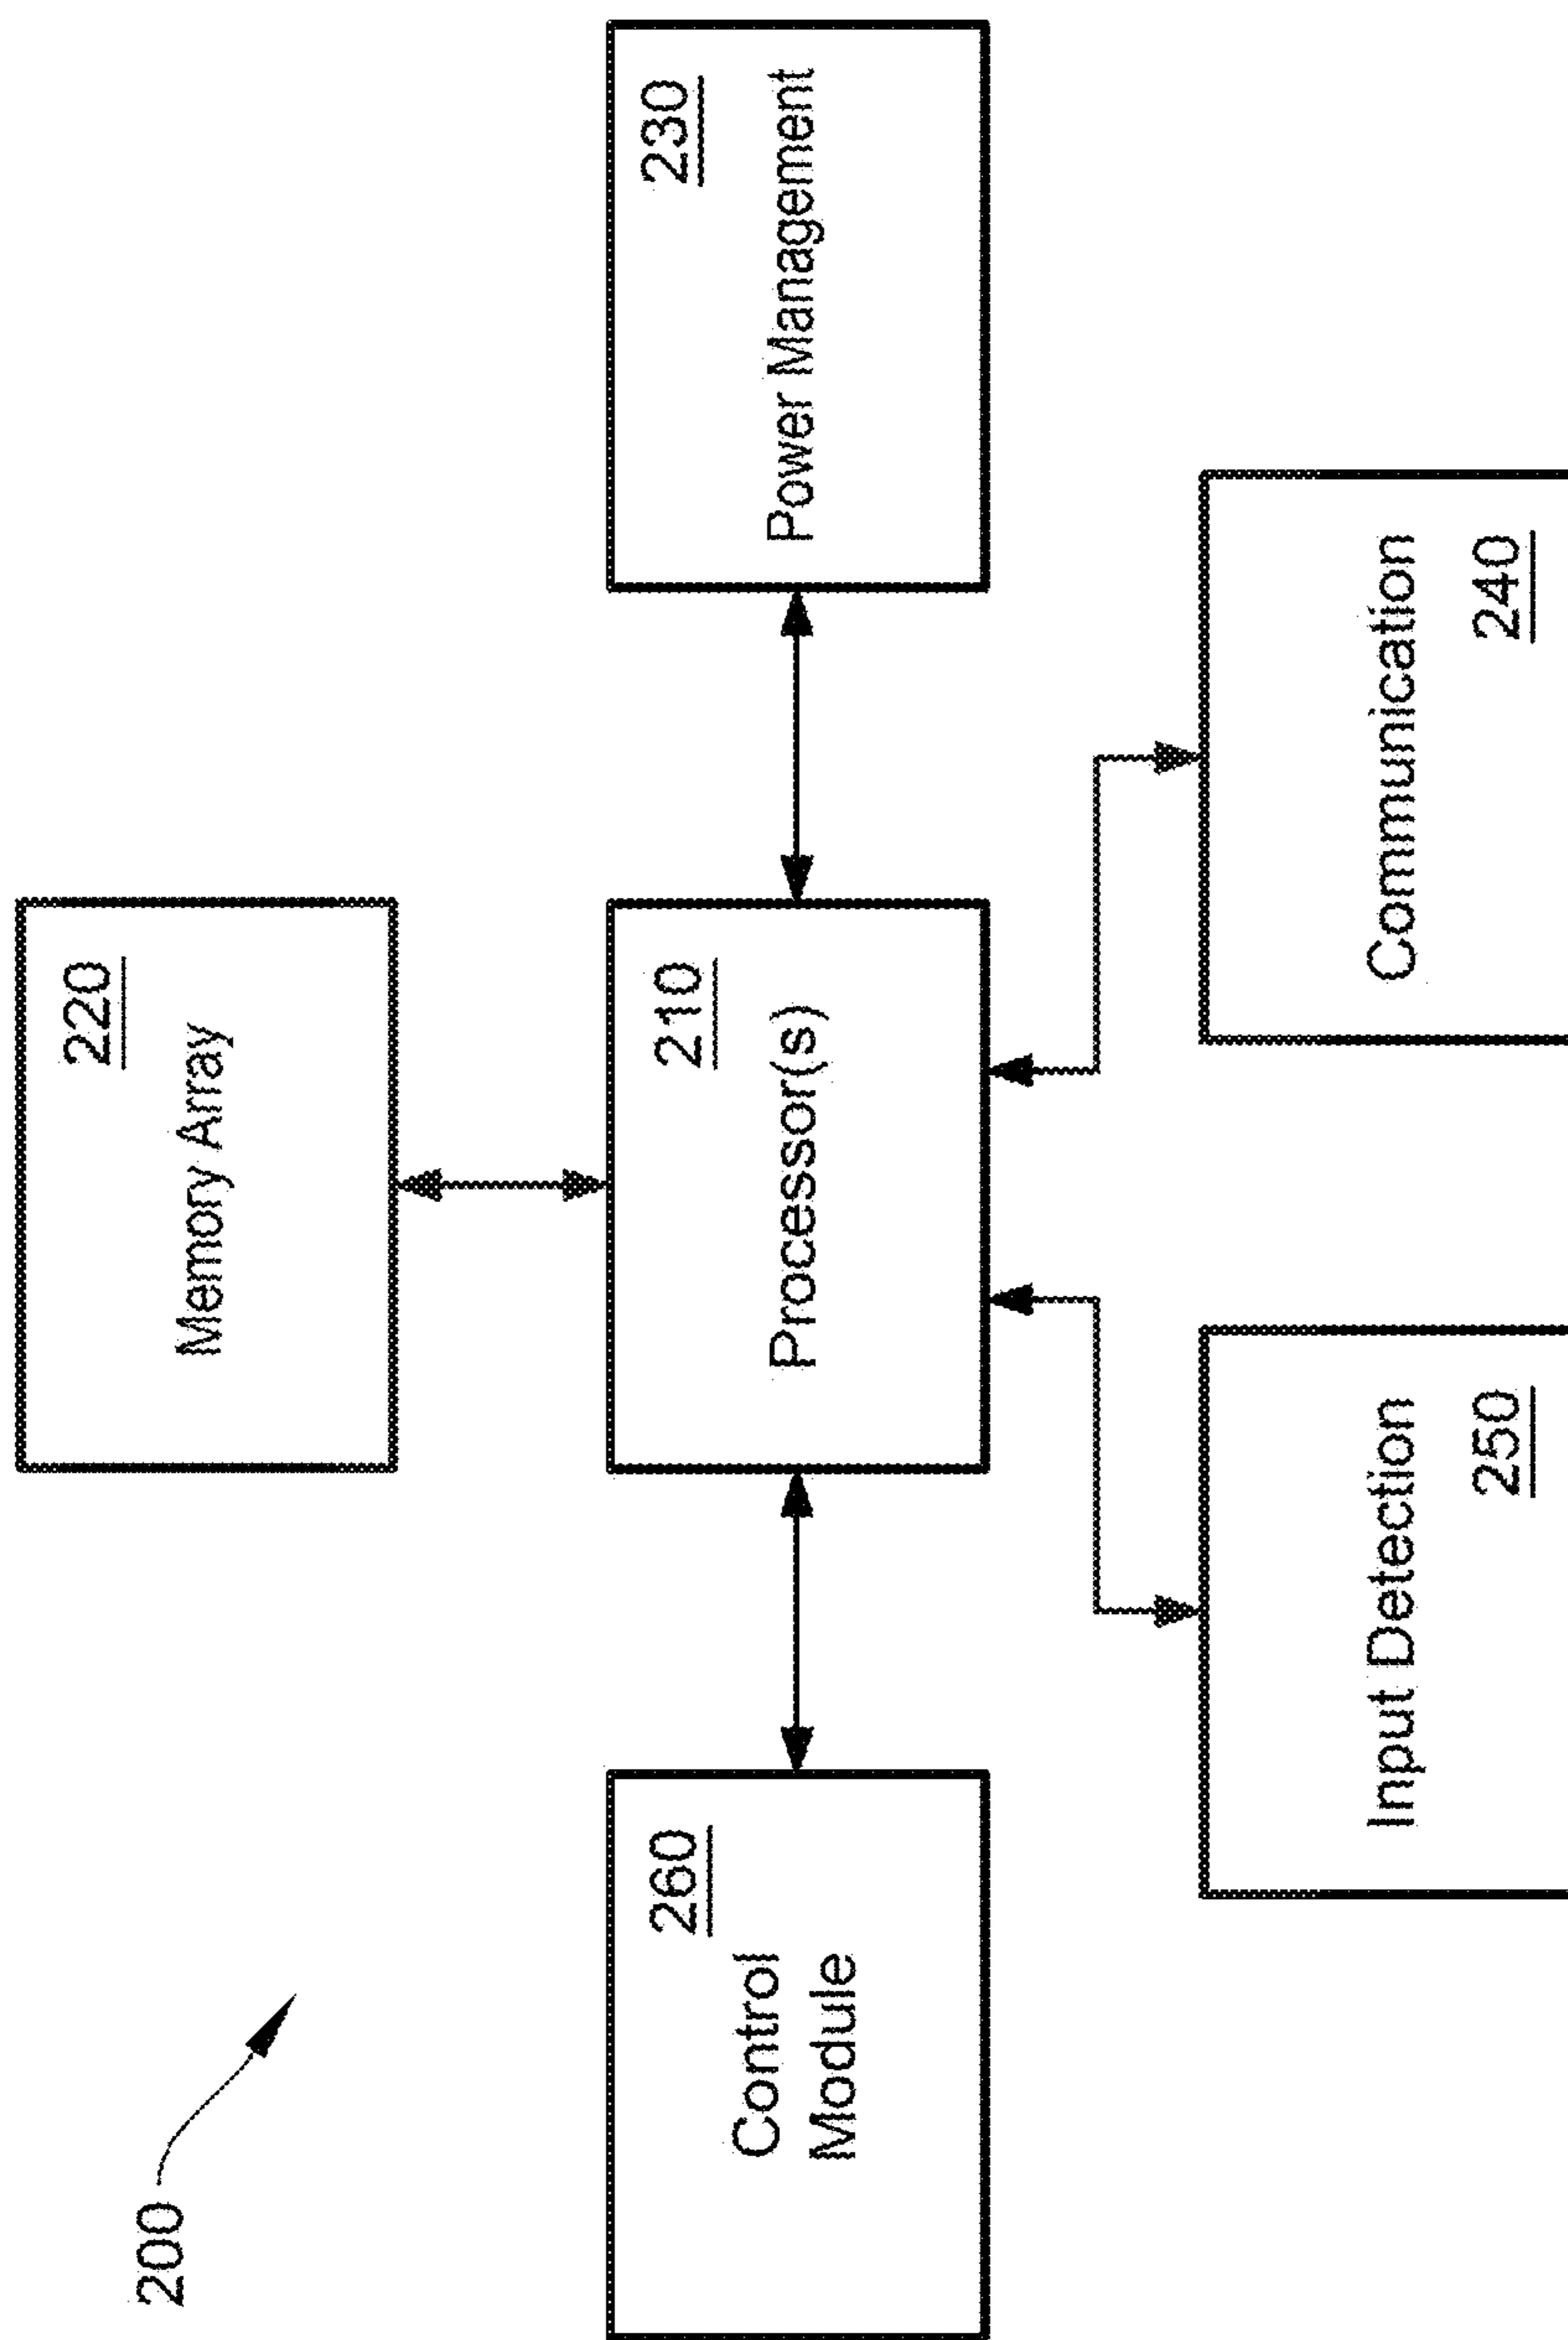 200
220
Memory Array
260
Control
Module
210
Processor(s)
230
Power Management
Input Detection
250
Communication
240